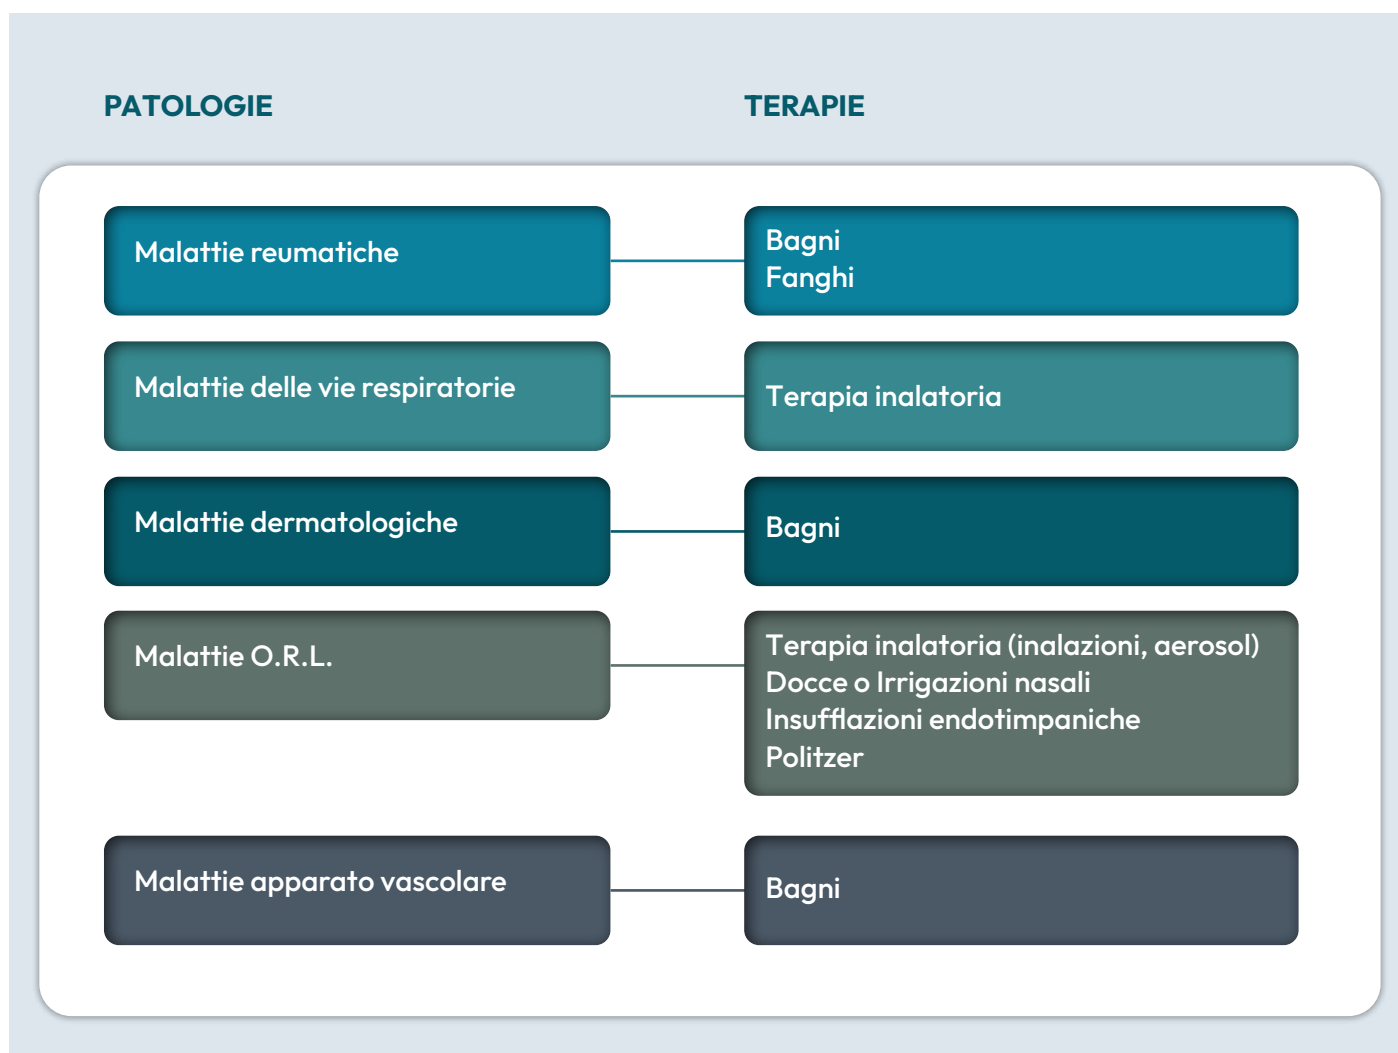 PATOLOGIE
TERAPIE
Malattie reumatiche
Bagni
Fanghi
Malattie delle vie respiratorie
Terapia inalatoria
Malattie dermatologiche
Bagni
Malattie O.R.L.
Terapia inalatoria (inalazioni, aerosol)
Docce o Irrigazioni nasali
Insufflazioni endotimpaniche
Politzer
Malattie apparato vascolare
Bagni